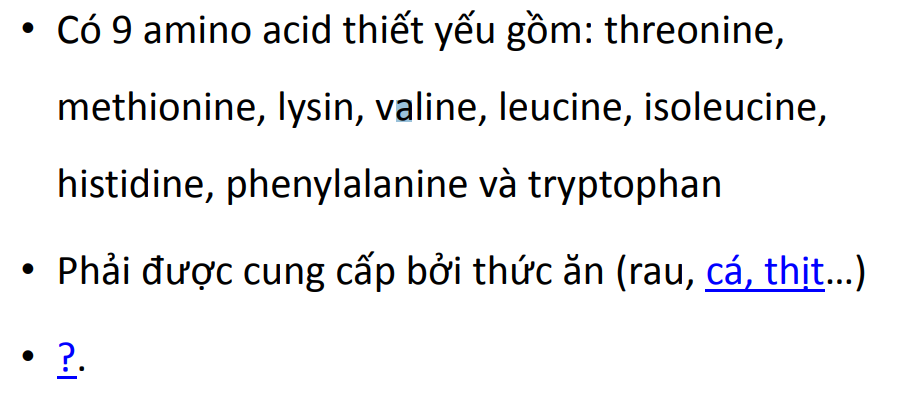 • Có 9 amino acid thiết yếu gồm: threonine,
methionine, lysin, valine, leucine, isoleucine,
histidine, phenylalanine và tryptophan
• Phải được cung cấp bởi thức ăn (rau, cá, thịt...)
• ?.